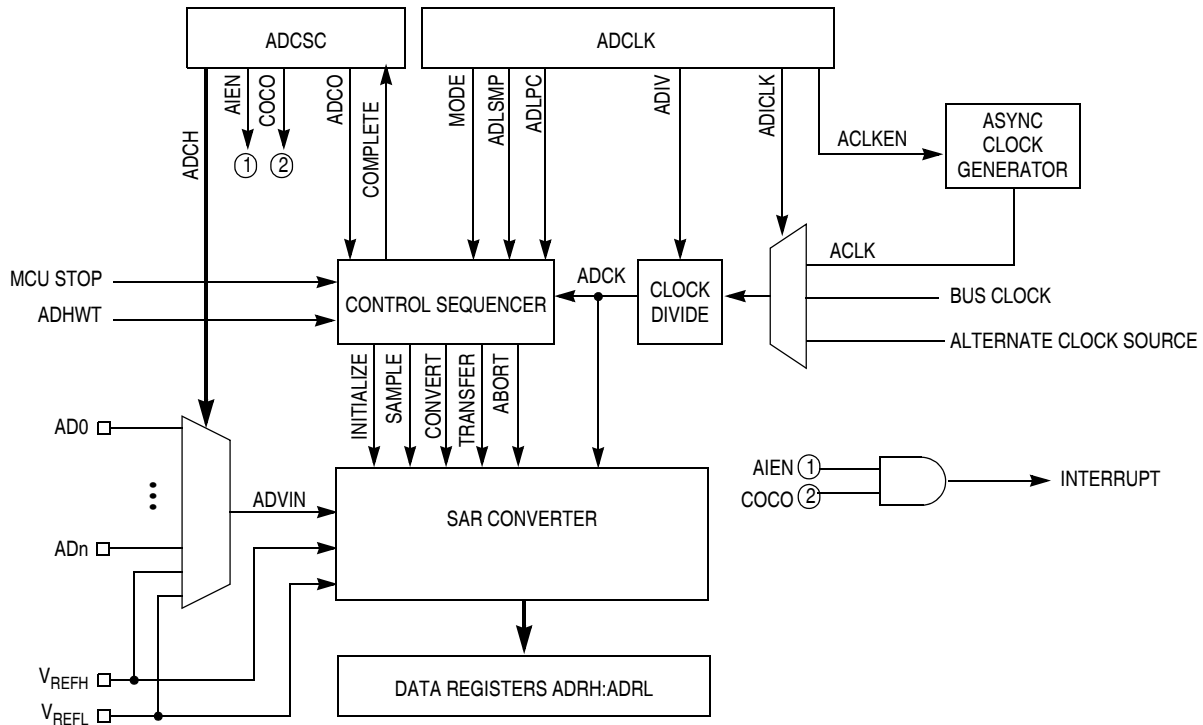 ADCSC
ADCLK
ADCH
AIEN
COCO
ADCO
COMPLETE
MODE
ADLSMP
ADLPC
ADIV
ADICLK
ACLKEN
ASYNC
CLOCK
GENERATOR
1
2
MCU STOP
ADHWT
CONTROL SEQUENCER
ADCK
CLOCK
DIVIDE
ACLK
BUS CLOCK
ALTERNATE CLOCK SOURCE
INITIALIZE
SAMPLE
CONVERT
TRANSFER
ABORT
AD0
•••
ADn
ADVIN
SAR CONVERTER
AIEN 1
COCO 2
INTERRUPT
VREFH
VREFL
DATA REGISTERS ADRH:ADRL